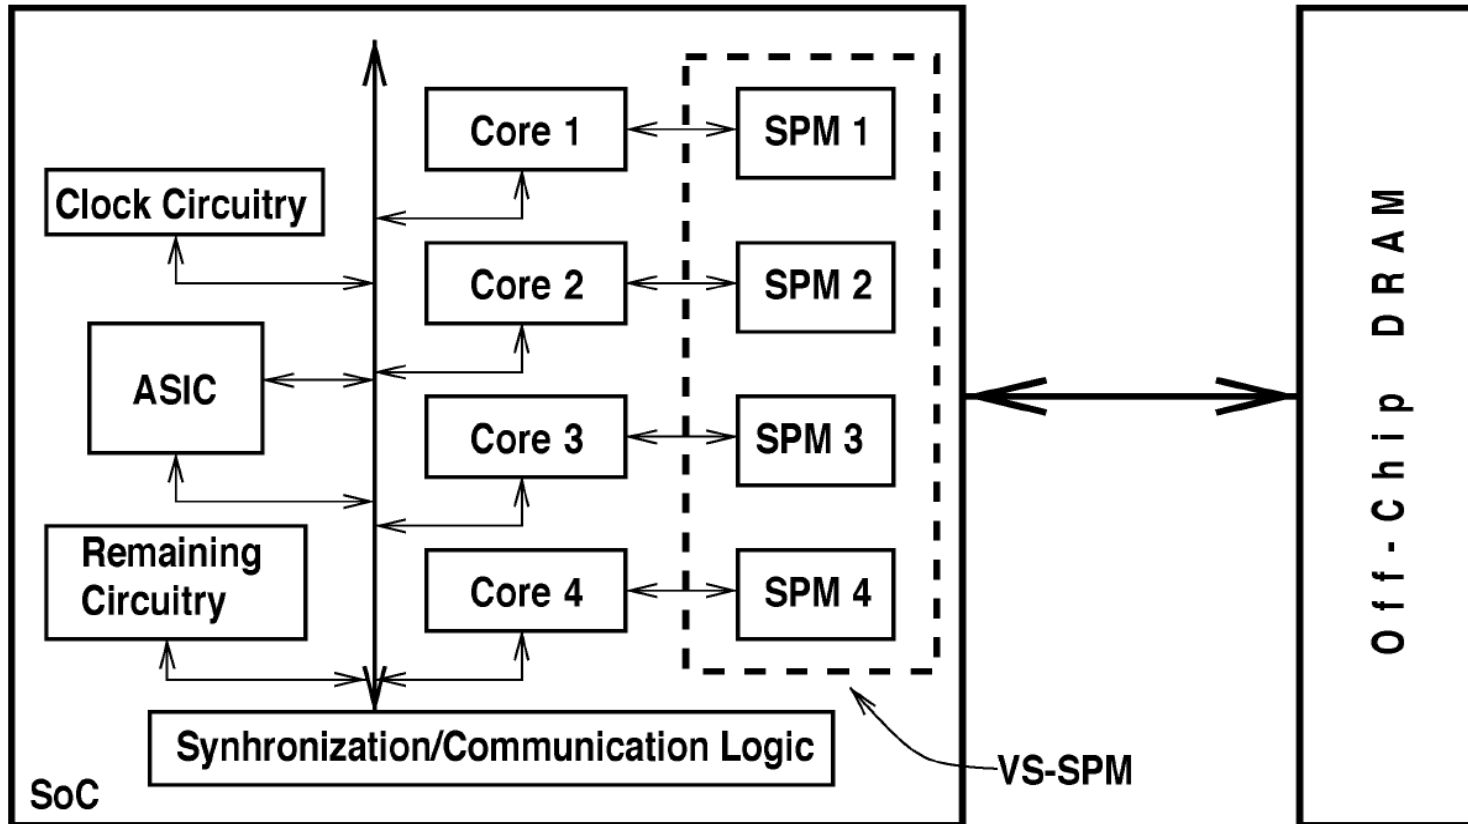 Core 1
SPM 1
Clock Circuitry
Core 2
SPM 2
ASIC
Core 3
SPM 3
Remaining
Circuitry
Core 4
SPM 4
Synhronization/Communication Logic
SoC
VS-SPM
Off-Chip DRAM